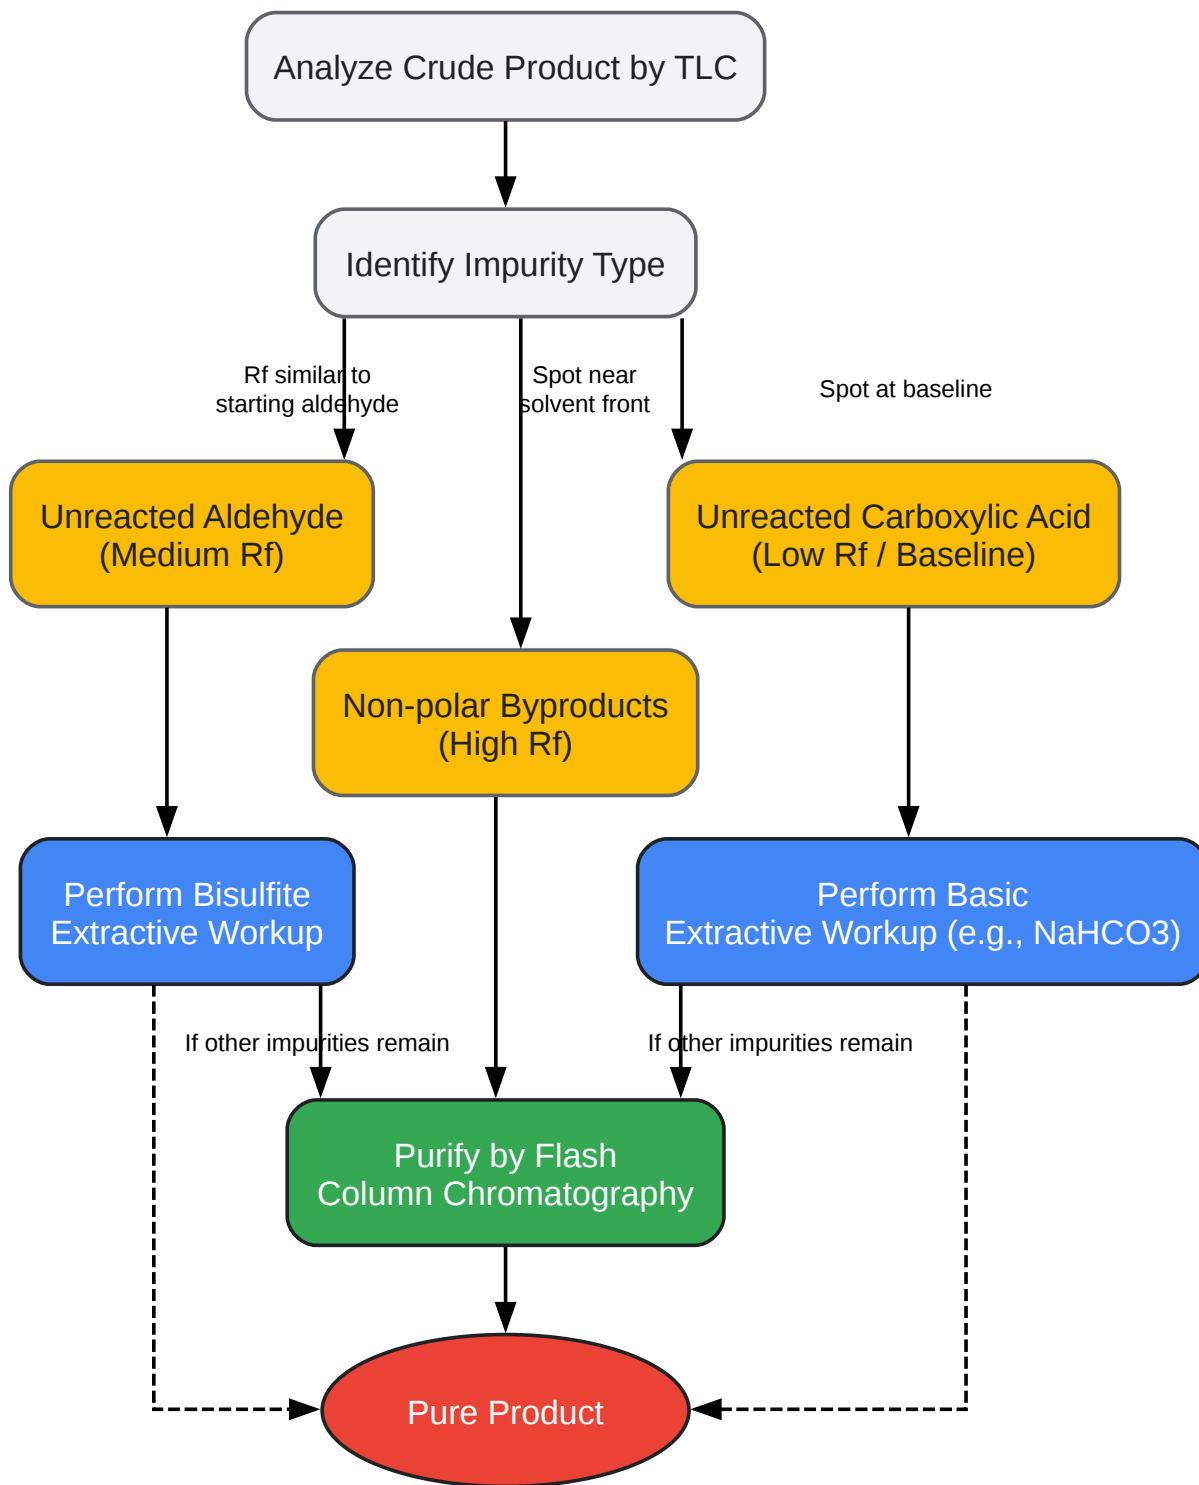 Analyze Crude Product by TLC
Identify Impurity Type
Rf similar to
starting aldehyde
Spot near
solvent front
Spot at baseline
Unreacted Aldehyde
(Medium Rf)
Unreacted Carboxylic Acid
(Low Rf / Baseline)
Non-polar Byproducts
(High Rf)
Perform Bisulfite
Extractive Workup
Perform Basic
Extractive Workup (e.g., NaHCO3)
If other impurities remain
If other impurities remain
Purify by Flash
Column Chromatography
Pure Product